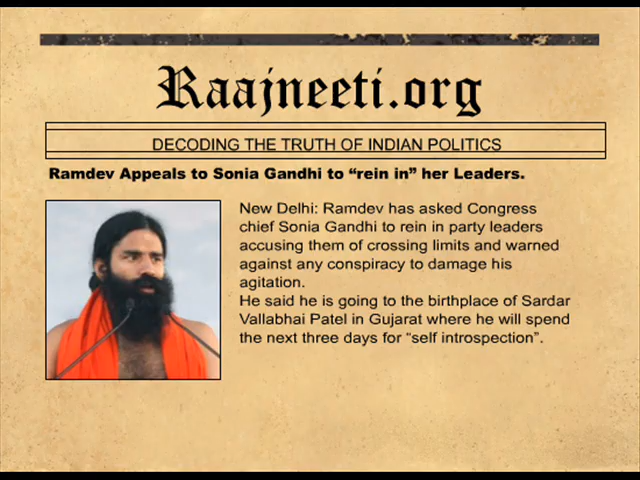 Raajneeti.org
DECODING THE TRUTH OF INDIAN POLITICS
Ramdev Appeals to Sonia Gandhi to “rein in” her Leaders.
New Delhi: Ramdev has asked Congress
chief Sonia Gandhi to rein in party leaders
accusing them of crossing limits and warned
against any conspiracy to damage his
agitation.
He said he is going to the birthplace of Sardar
Vallabhai Patel in Gujarat where he will spend
the next three days for “self introspection”.